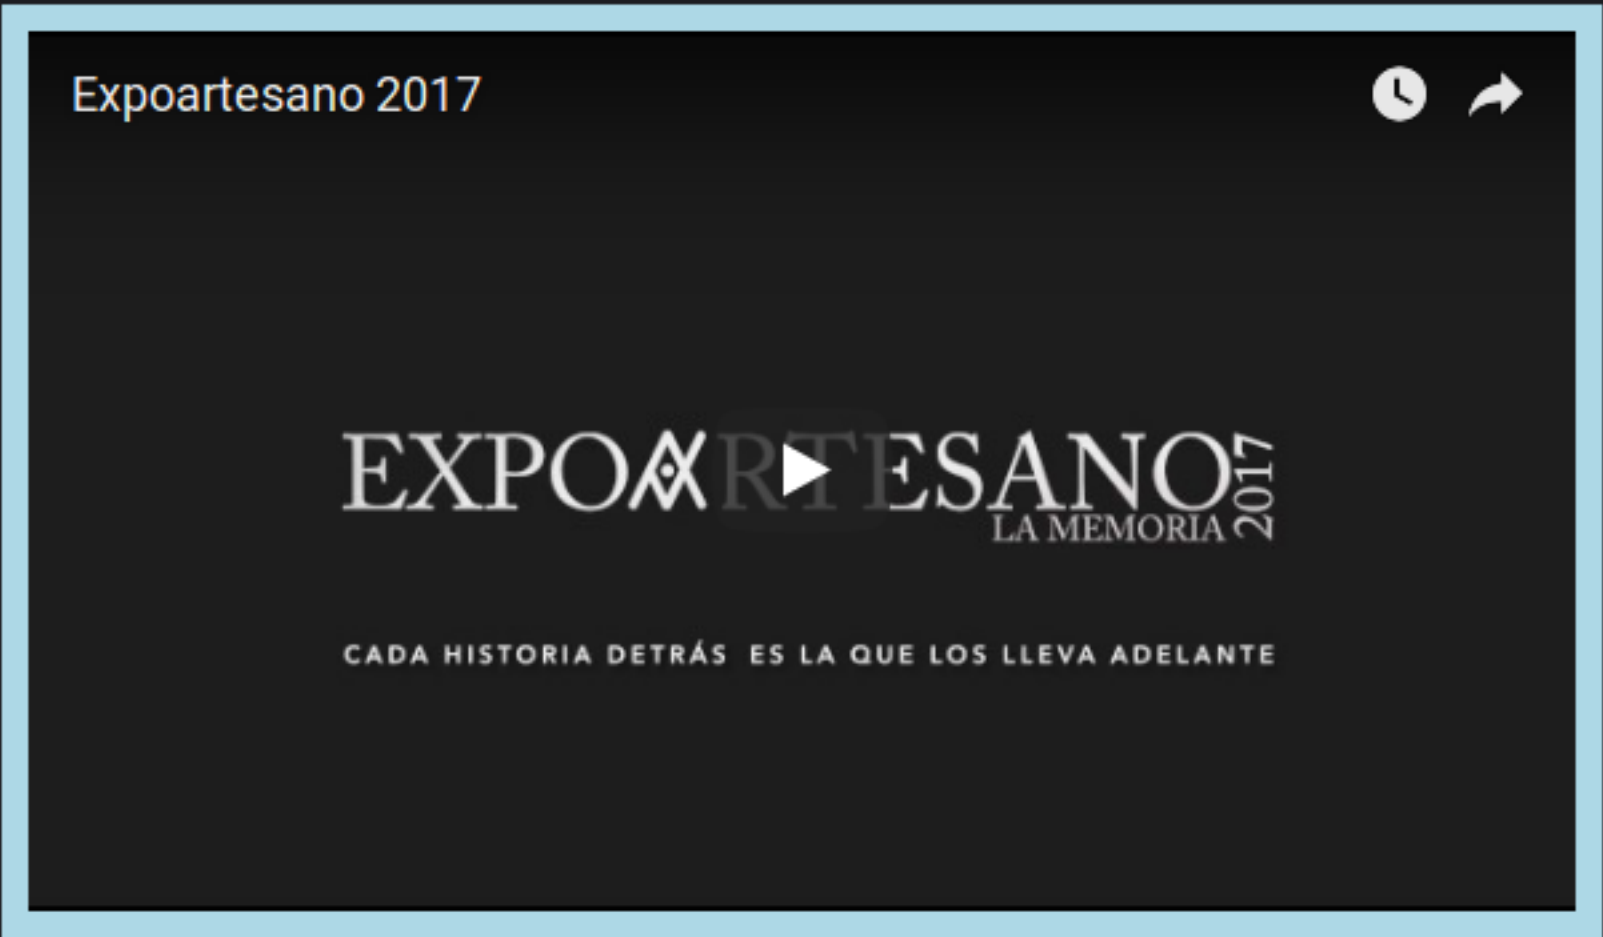 Expoartesano 2017
EXPOARTESANO 2017
LA MEMORIA
CADA HISTORIA DETRÁS ES LA QUE LOS LLEVA ADELANTE